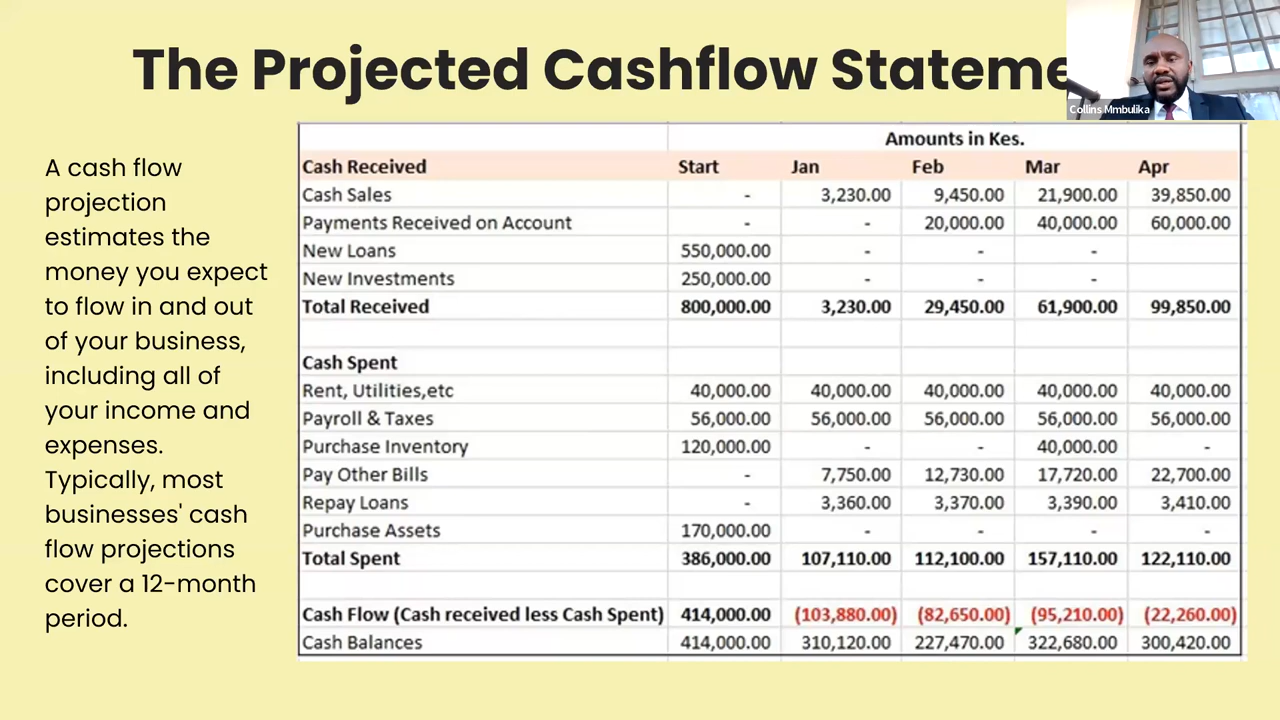 The Projected Cashflow Stateme
Collins Mmbulika
A cash flow
projection
estimates the
money you expect
to flow in and out
of your business,
including all of
your income and
expenses.
Typically, most
businesses' cash
flow projections
cover a 12-month
period.
Amounts in Kes.
Cash Received Start Jan Feb Mar Apr
Cash Sales - 3,230.00 9,450.00 21,900.00 39,850.00
Payments Received on Account - - 20,000.00 40,000.00 60,000.00
New Loans 550,000.00 - - -
New Investments 250,000.00 - - -
Total Received 800,000.00 3,230.00 29,450.00 61,900.00 99,850.00
Cash Spent
Rent, Utilities,etc 40,000.00 40,000.00 40,000.00 40,000.00 40,000.00
Payroll & Taxes 56,000.00 56,000.00 56,000.00 56,000.00 56,000.00
Purchase Inventory 120,000.00 - - 40,000.00 -
Pay Other Bills - 7,750.00 12,730.00 17,720.00 22,700.00
Repay Loans - 3,360.00 3,370.00 3,390.00 3,410.00
Purchase Assets 170,000.00 - - - -
Total Spent 386,000.00 107,110.00 112,100.00 157,110.00 122,110.00
Cash Flow (Cash received less Cash Spent) 414,000.00 (103,880.00) (82,650.00) (95,210.00) (22,260.00)
Cash Balances 414,000.00 310,120.00 227,470.00 322,680.00 300,420.00